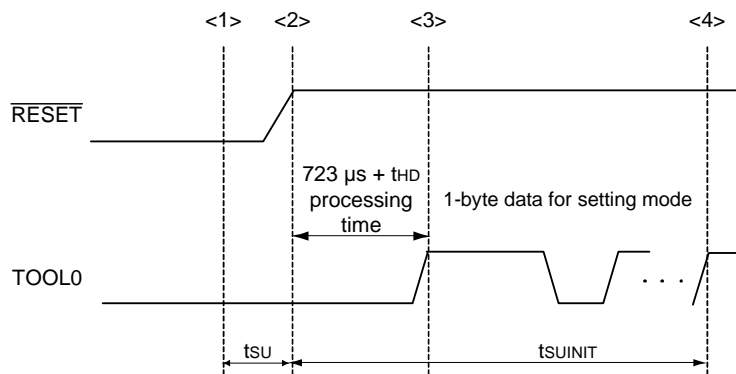 <1> <2> <3> <4>
RESET
723 µs + tHD
processing
time
1-byte data for setting mode
TOOL0
. . .
tSU
tSUINIT